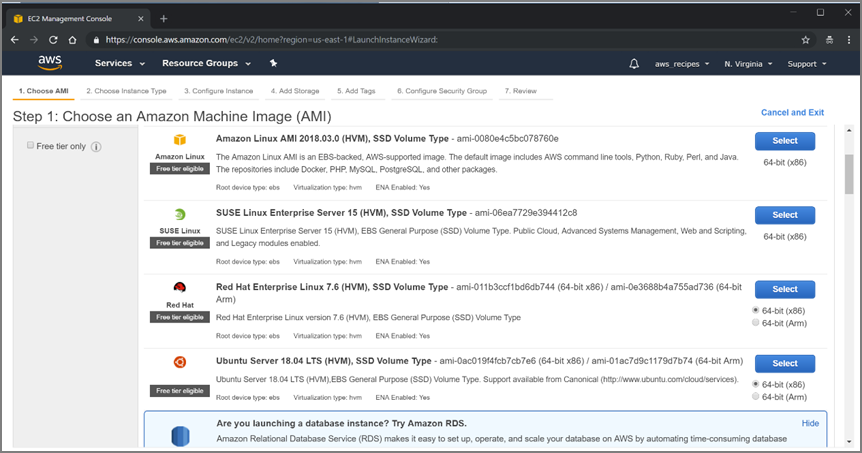 EC2 Management Console
https://console.aws.amazon.com/ec2/v2/home?region=us-east-1#LaunchInstanceWizard:
aws Services Resource Groups aws_recipes N. Virginia Support
1. Choose AMI 2. Choose Instance Type 3. Configure Instance 4. Add Storage 5. Add Tags 6. Configure Security Group 7. Review
Step 1: Choose an Amazon Machine Image (AMI)
Cancel and Exit
Free tier only
Amazon Linux
Free tier eligible
Amazon Linux AMI 2018.03.0 (HVM), SSD Volume Type - ami-0080e4c5bc078760e
The Amazon Linux AMI is an EBS-backed, AWS-supported image. The default image includes AWS command line tools, Python, Ruby, Perl, and Java.
The repositories include Docker, PHP, MySQL, PostgreSQL, and other packages.
Root device type: ebs Virtualization type: hvm ENA Enabled: Yes
Select
64-bit (x86)
SUSE Linux
Free tier eligible
SUSE Linux Enterprise Server 15 (HVM), SSD Volume Type - ami-06ea7729e394412c8
SUSE Linux Enterprise Server 15 (HVM), EBS General Purpose (SSD) Volume Type. Public Cloud, Advanced Systems Management, Web and Scripting,
and Legacy modules enabled.
Root device type: ebs Virtualization type: hvm ENA Enabled: Yes
Select
64-bit (x86)
Red Hat
Free tier eligible
Red Hat Enterprise Linux 7.6 (HVM), SSD Volume Type - ami-011b3ccf1bd6db744 (64-bit x86) / ami-0e3688b4a755ad736 (64-bit
Arm)
Red Hat Enterprise Linux version 7.6 (HVM), EBS General Purpose (SSD) Volume Type
Root device type: ebs Virtualization type: hvm ENA Enabled: Yes
Select
64-bit (x86)
64-bit (Arm)
Free tier eligible
Ubuntu Server 18.04 LTS (HVM), SSD Volume Type - ami-0ac019f4fcb7cb7e6 (64-bit x86) / ami-01ac7d9c1179d7b74 (64-bit Arm)
Ubuntu Server 18.04 LTS (HVM),EBS General Purpose (SSD) Volume Type. Support available from Canonical (http://www.ubuntu.com/cloud/services).
Root device type: ebs Virtualization type: hvm ENA Enabled: Yes
Select
64-bit (x86)
64-bit (Arm)
Are you launching a database instance? Try Amazon RDS.
Hide
Amazon Relational Database Service (RDS) makes it easy to set up, operate, and scale your database on AWS by automating time-consuming database